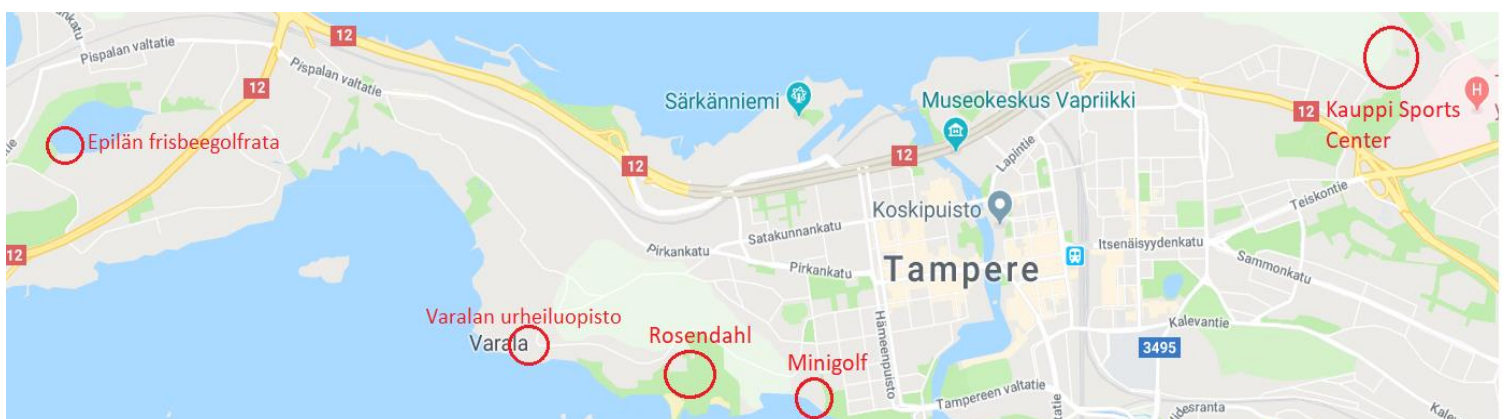 nkatu
Pispalan valtatie
12
Pispalan valtatie
12
Särkänniemi
Museokeskus Vapriikki
12
Kauppi Sports
Center
H
Epilän frisbeegolfrata
12
12
Lapintie
Teiskontie
Koskipuisto
Satakunnankatu
Pirkankatu
Pirkankatu
Tampere
Itsenäisyydenkatu
Sammonkatu
12
Varalan urheiluopisto
Varala
Rosendahl
Minigolf
Hämeenpuisto
Kalevantie
3495
Tampereen valtatie